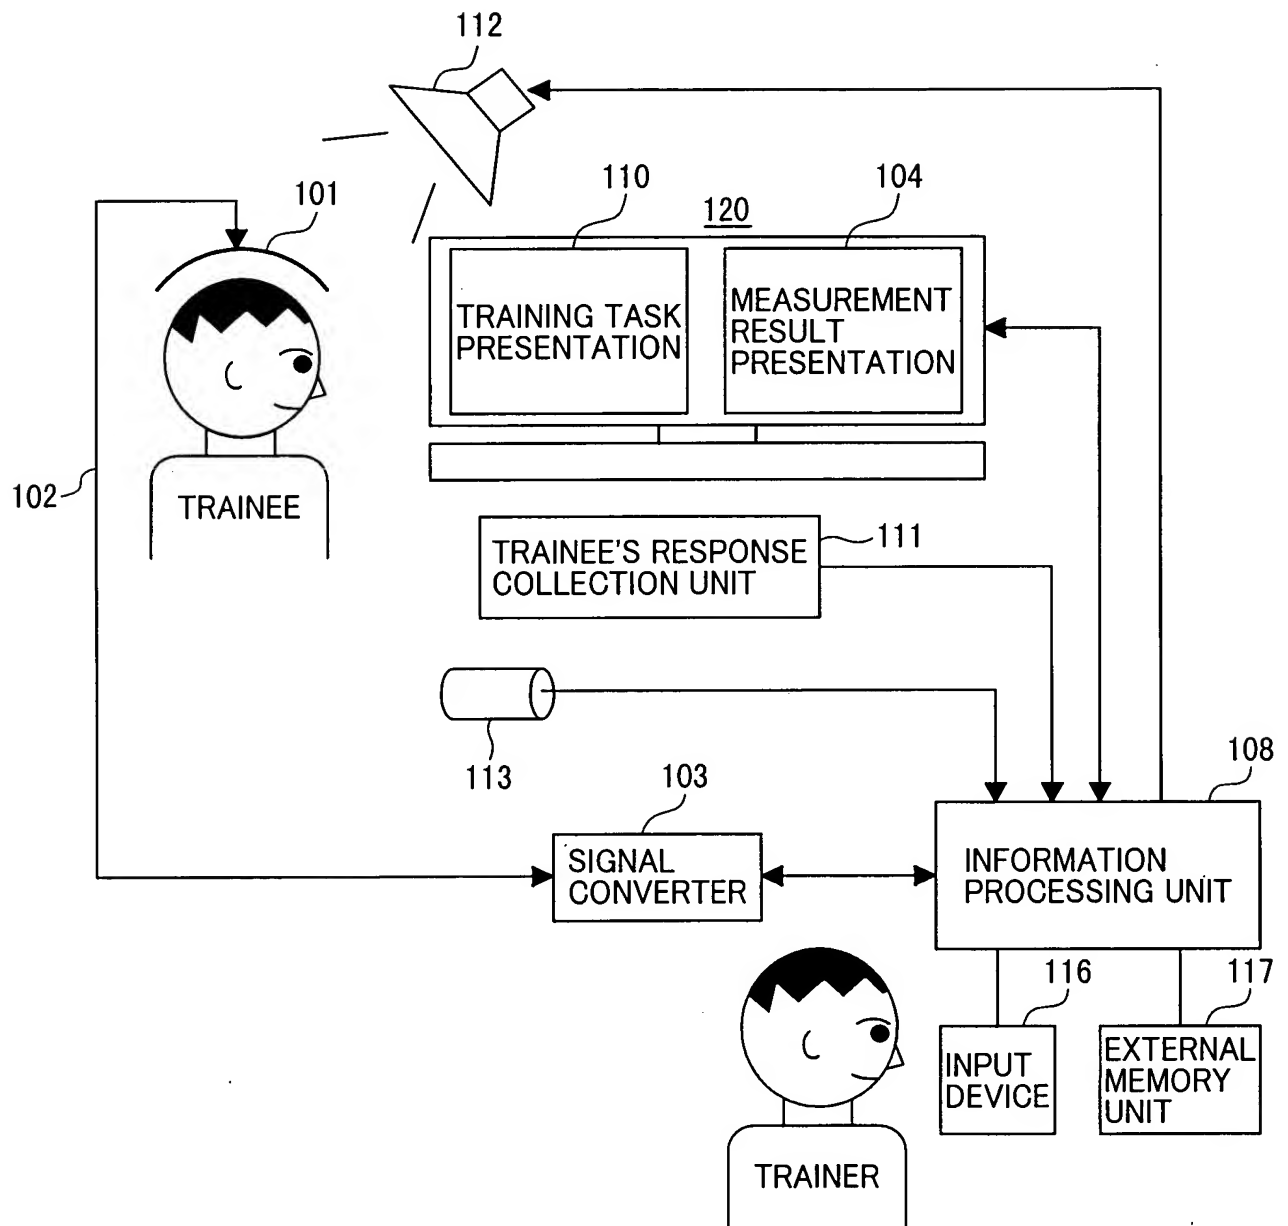 112
101
110
120
104
TRAINING TASK
PRESENTATION
MEASUREMENT
RESULT
PRESENTATION
102
TRAINEE
TRAINEE'S RESPONSE
COLLECTION UNIT
111
113
103
108
SIGNAL
CONVERTER
INFORMATION
PROCESSING UNIT
116
117
INPUT
DEVICE
EXTERNAL
MEMORY
UNIT
TRAINER